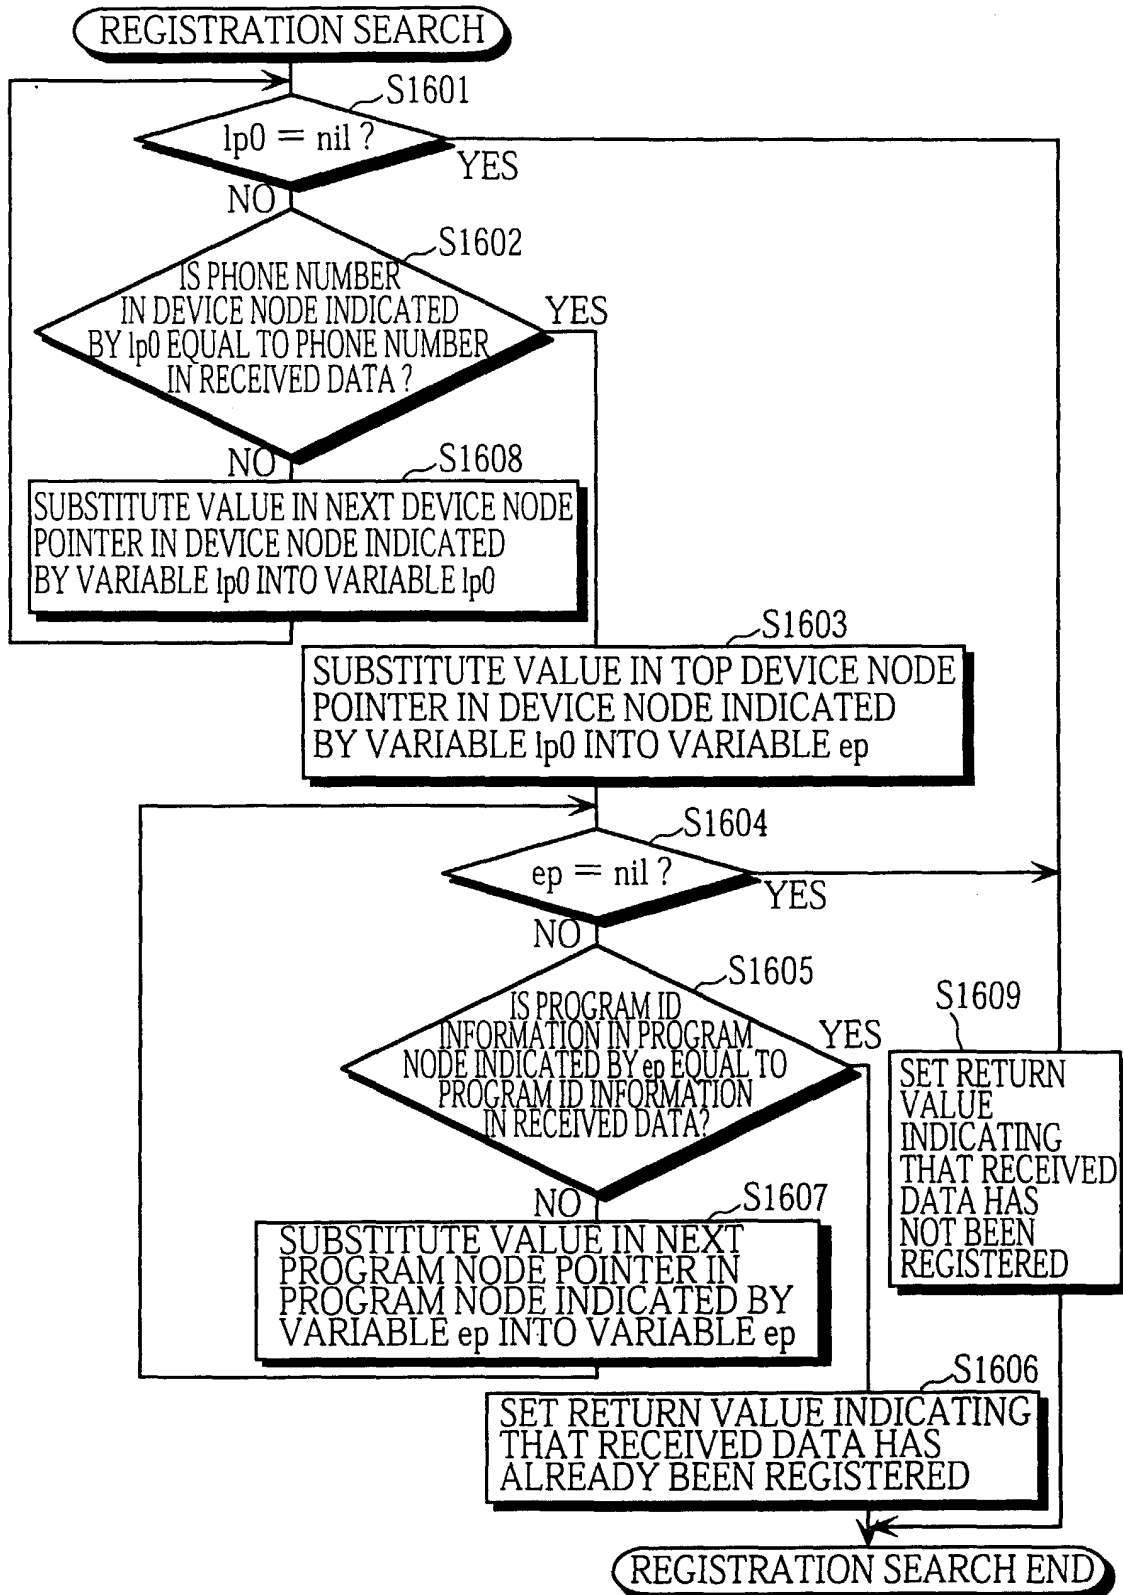 REGISTRATION SEARCH
S1601
lp0 = nil ?
YES
NO
S1602
IS PHONE NUMBER
IN DEVICE NODE INDICATED
BY lp0 EQUAL TO PHONE NUMBER
IN RECEIVED DATA ?
YES
NO
S1608
SUBSTITUTE VALUE IN NEXT DEVICE NODE
POINTER IN DEVICE NODE INDICATED
BY VARIABLE lp0 INTO VARIABLE lp0
S1603
SUBSTITUTE VALUE IN TOP DEVICE NODE
POINTER IN DEVICE NODE INDICATED
BY VARIABLE lp0 INTO VARIABLE ep
S1604
ep = nil ?
YES
NO
S1605
IS PROGRAM ID
INFORMATION IN PROGRAM
NODE INDICATED BY ep EQUAL TO
PROGRAM ID INFORMATION
IN RECEIVED DATA?
YES
NO
S1609
SET RETURN
VALUE
INDICATING
THAT RECEIVED
DATA HAS
NOT BEEN
REGISTERED
S1607
SUBSTITUTE VALUE IN NEXT
PROGRAM NODE POINTER IN
PROGRAM NODE INDICATED BY
VARIABLE ep INTO VARIABLE ep
S1606
SET RETURN VALUE INDICATING
THAT RECEIVED DATA HAS
ALREADY BEEN REGISTERED
REGISTRATION SEARCH END